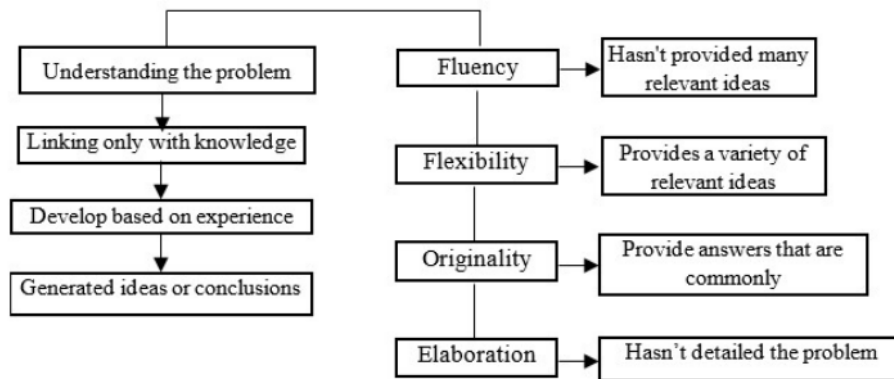 Understanding the problem
Linking only with knowledge
Develop based on experience
Generated ideas or conclusions
Fluency
Hasn't provided many
relevant ideas
Flexibility
Provides a variety of
relevant ideas
Originality
Provide answers that are
commonly
Elaboration
Hasn’t detailed the problem